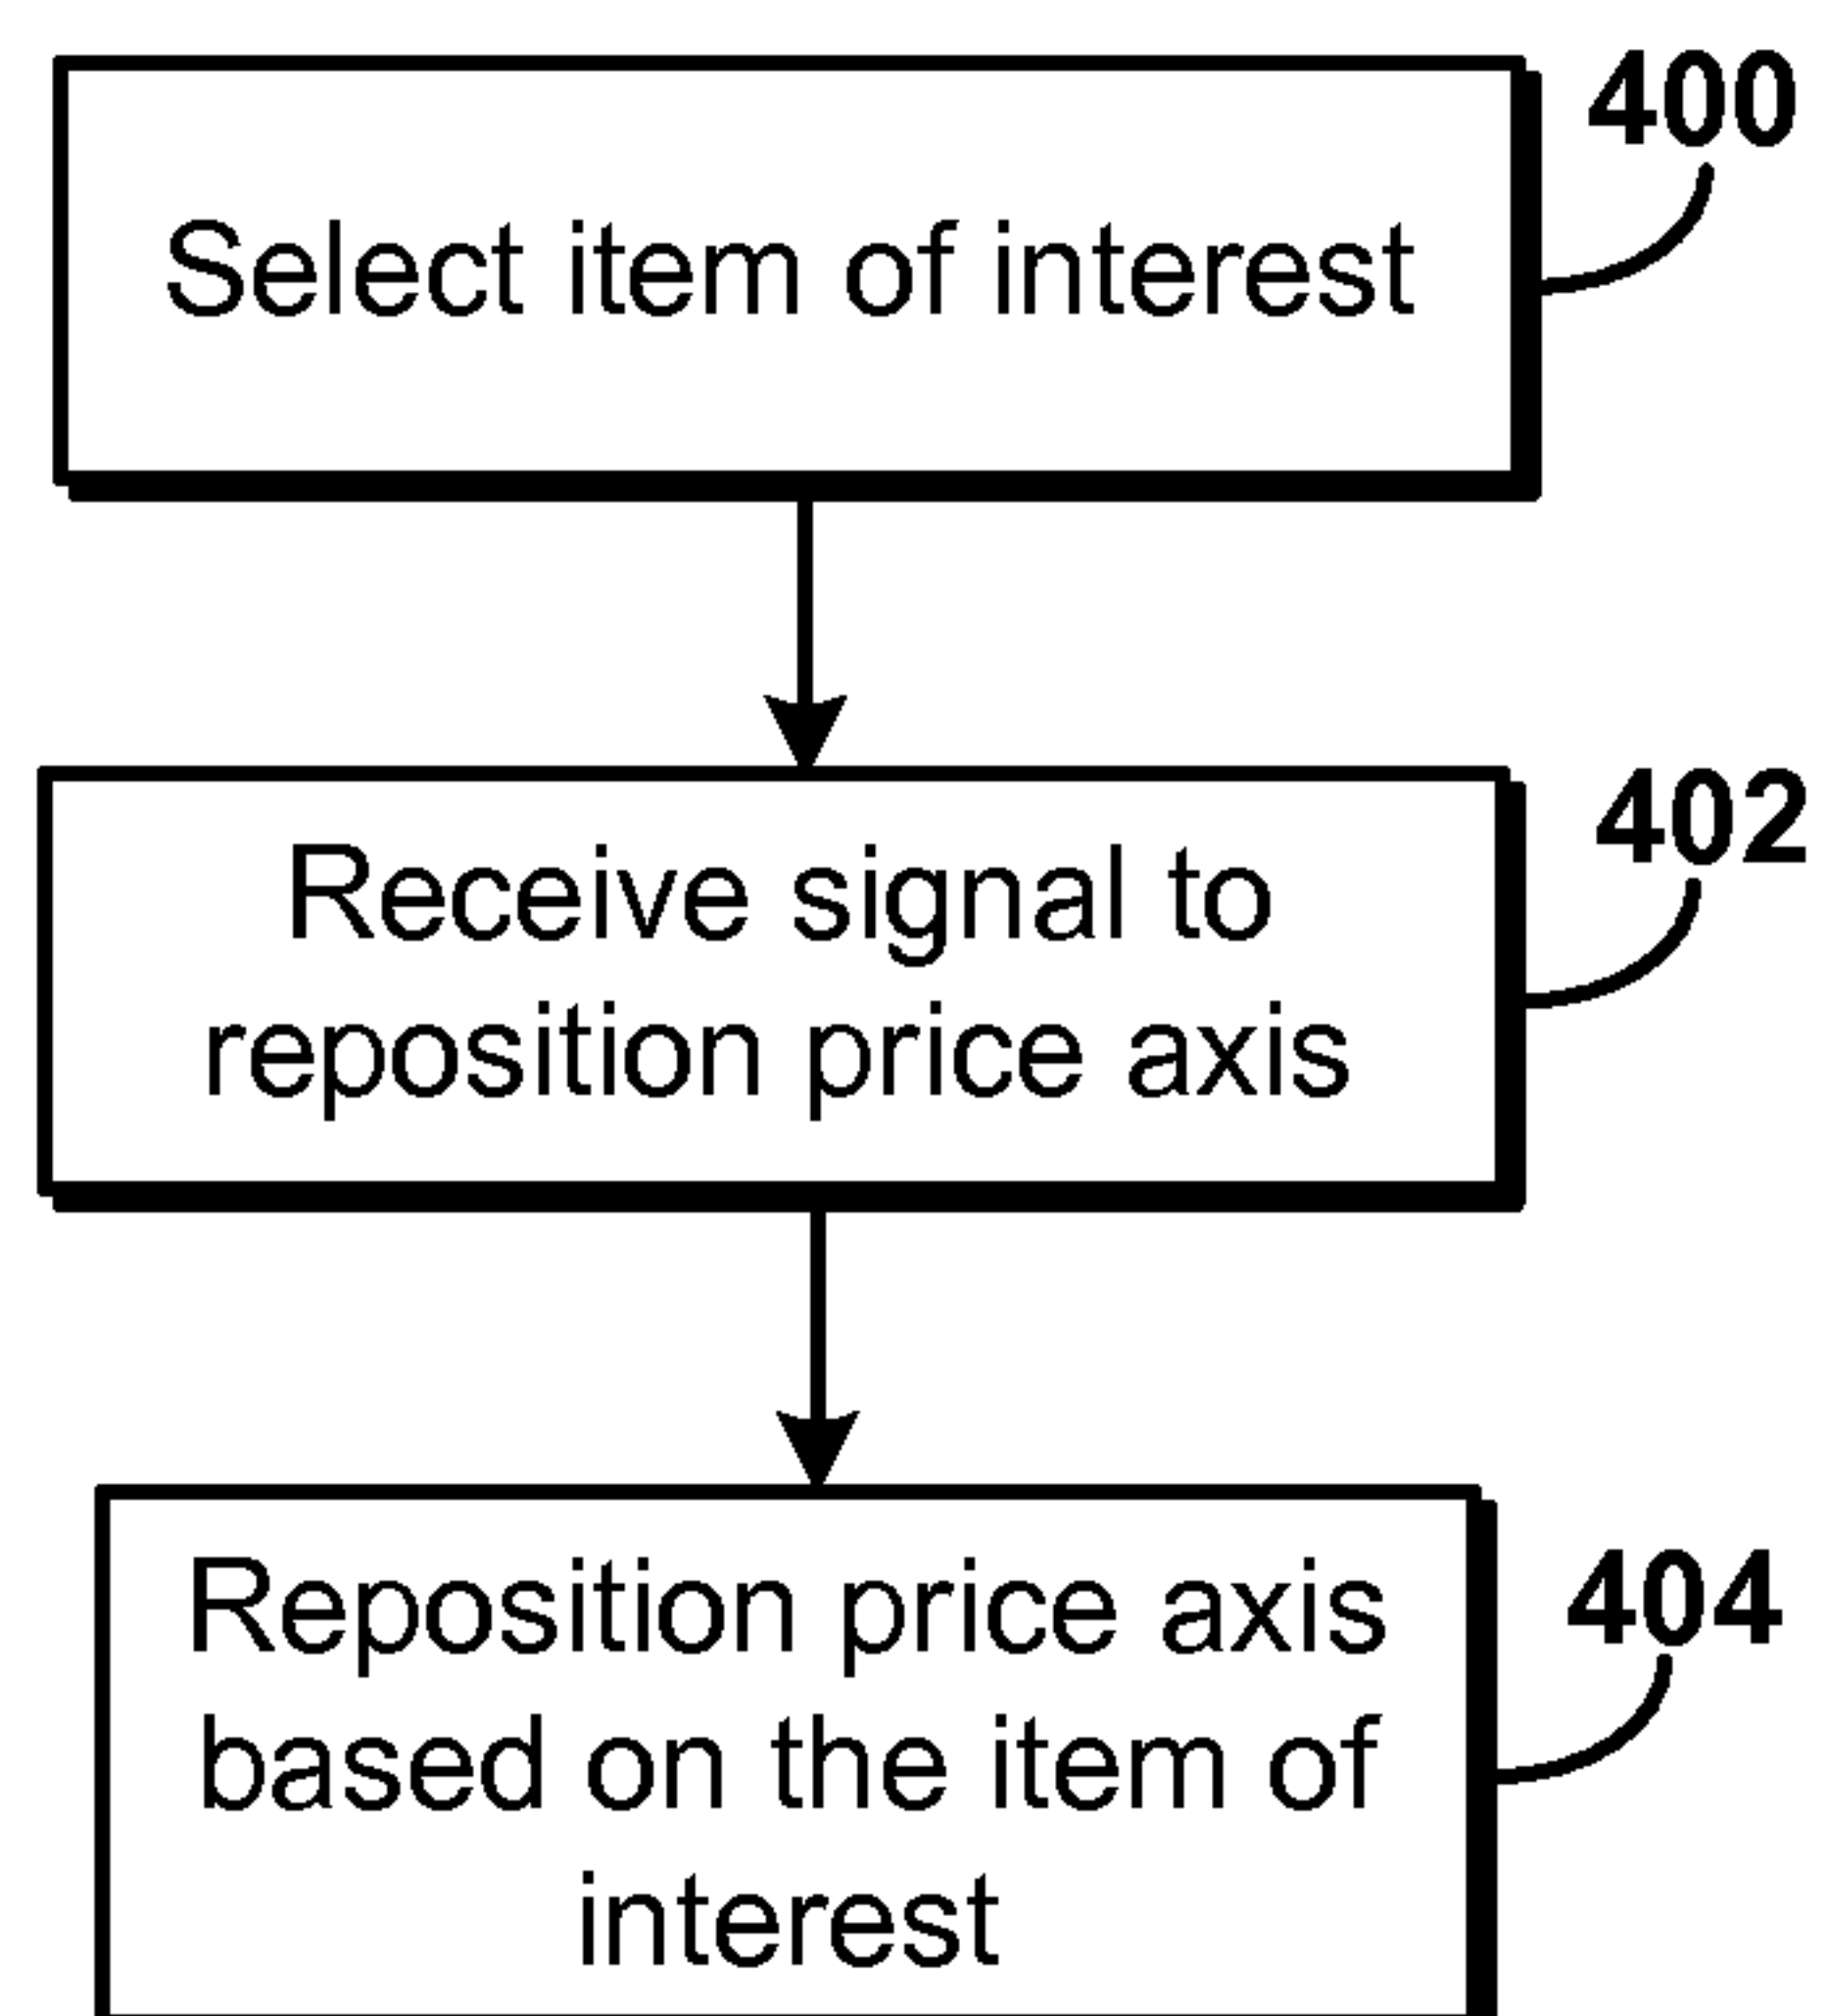 400
Select item of interest
402
Receive signal to
reposition price axis
404
Reposition price axis
based on the item of
interest